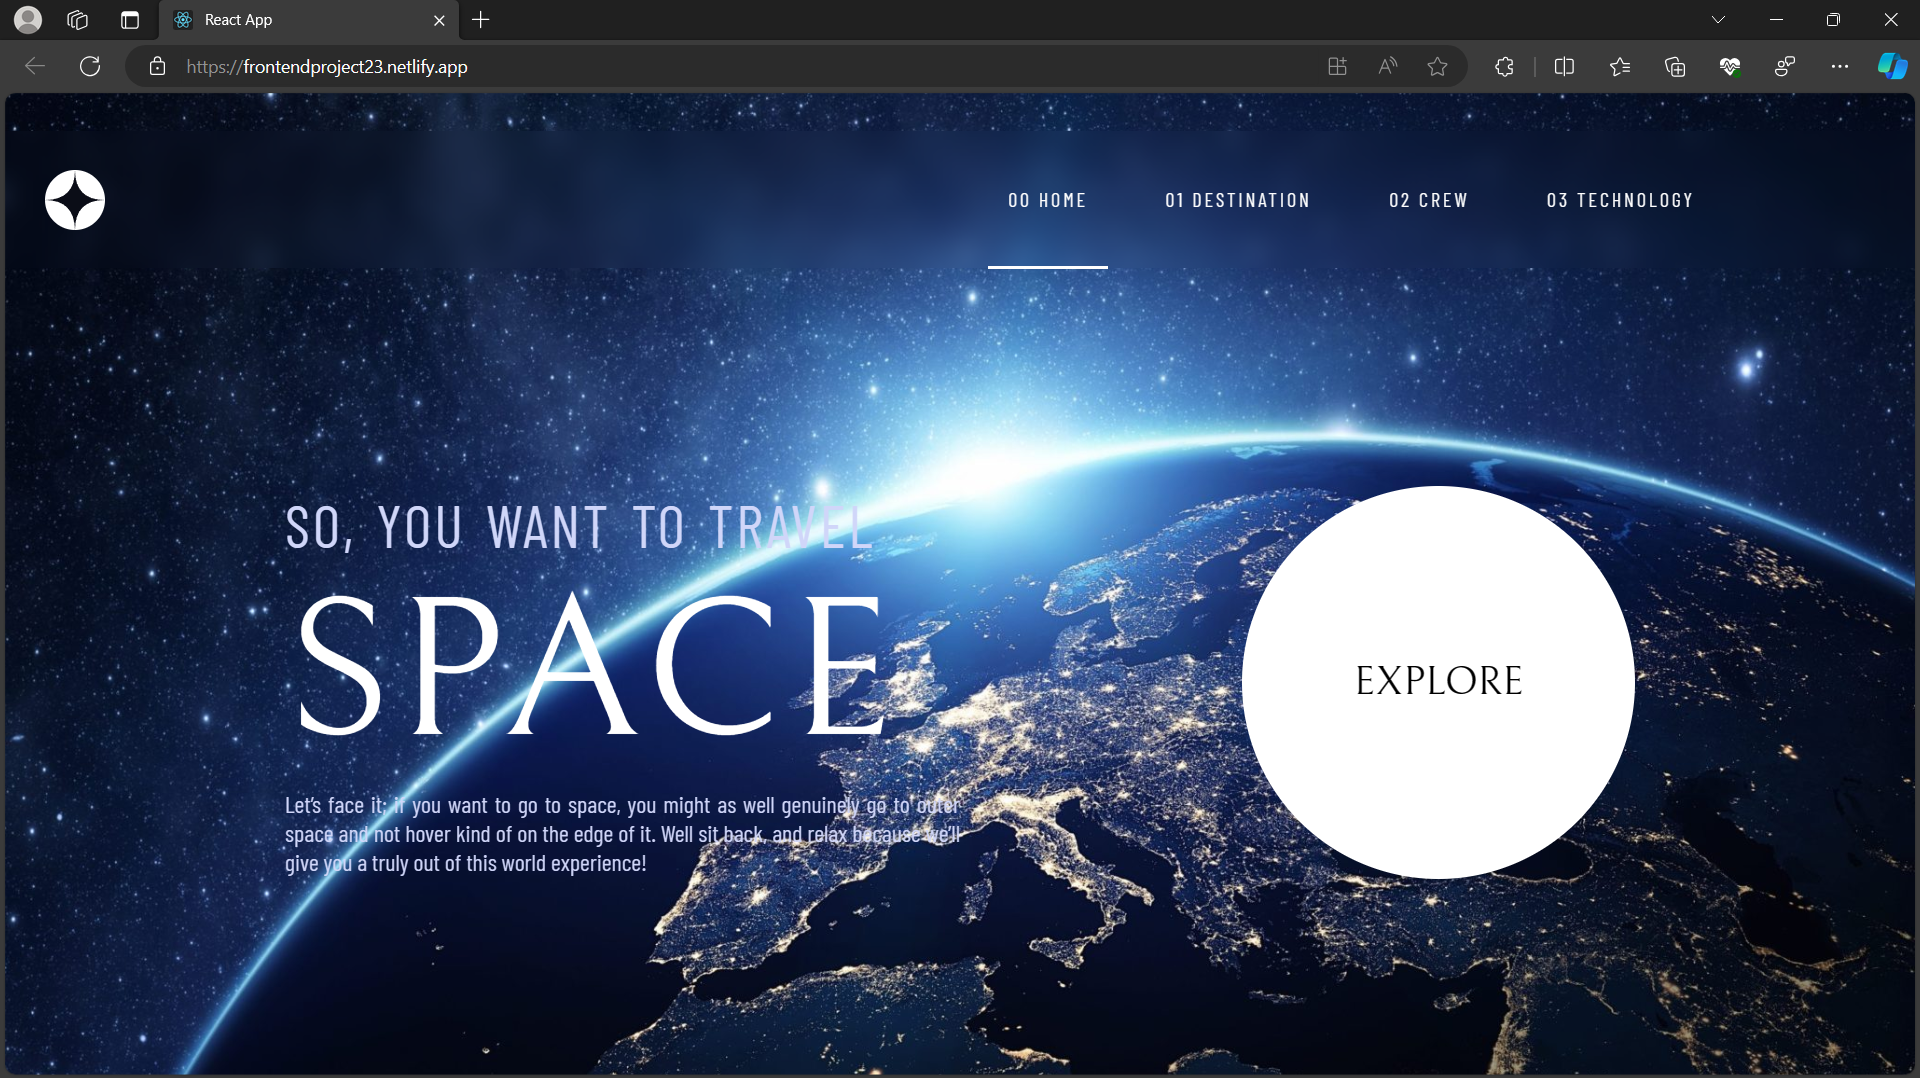 React App
https://frontendproject23.netlify.app
00 HOME
01 DESTINATION
02 CREW
03 TECHNOLOGY
SO, YOU WANT TO TRAVEL
SPACE
Let's face it; if you want to go to space, you might as well genuinely go to outer
space and not hover kind of on the edge of it. Well sit back, and relax because we'll
give you a truly out of this world experience!
EXPLORE